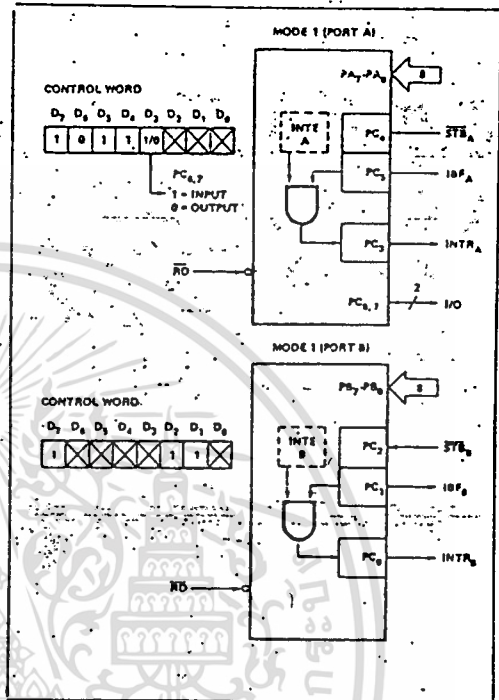 MODE 1 (PORT A)
PA7-PA0
8
CONTROL WORD
D7 D6 D5 D4 D3 D2 D1 D0
1 0 1 1 1/0
PC6,7
1 = INPUT
0 = OUTPUT
INTE
A
PC4
STBA
PC5
IBFA
PC3
INTRA
RD
PC6,7
2
I/O
MODE 1 (PORT B)
PB7-PB0
8
CONTROL WORD
D7 D6 D5 D4 D3 D2 D1 D0
1 1 1
INTE
B
PC2
STBB
PC1
IBFB
PC0
INTRB
RD